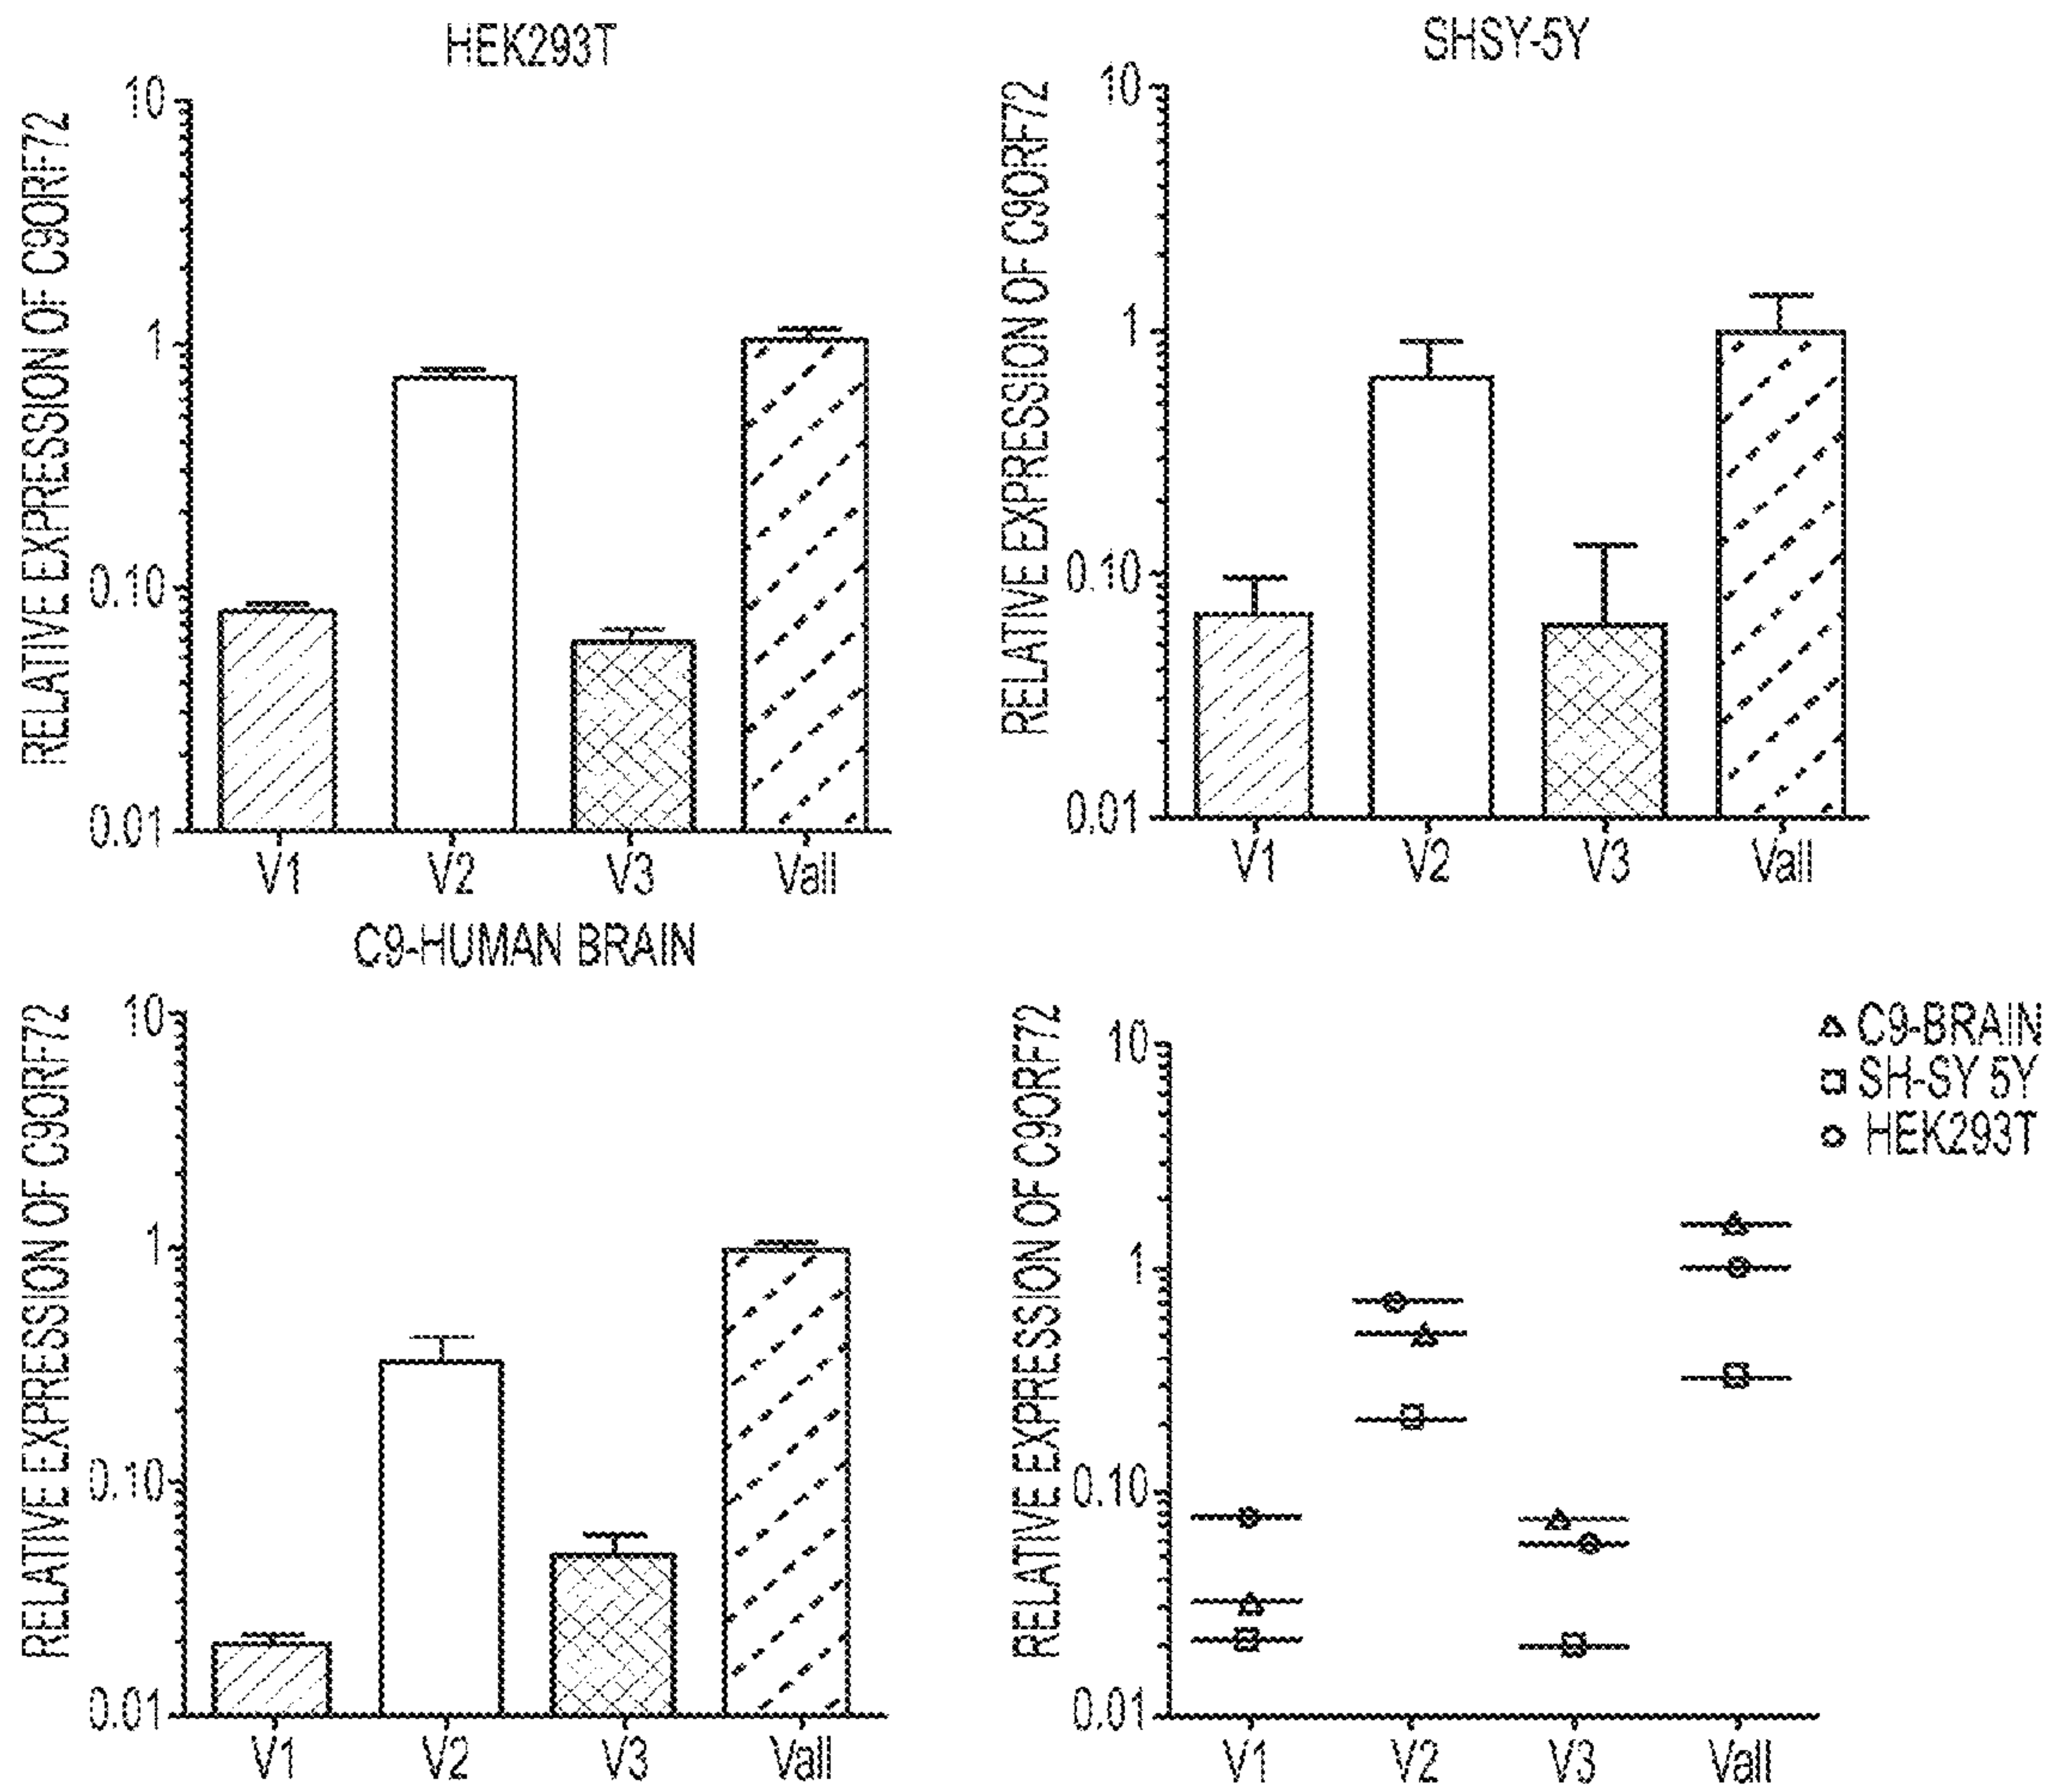 HEK293T
RELATIVE EXPRESSION OF C9ORF72
10
1
0.10
0.01
V1 V2 V3 Vall
SHSY-5Y
RELATIVE EXPRESSION OF C9ORF72
10
1
0.10
0.01
V1 V2 V3 Vall
C9-HUMAN BRAIN
RELATIVE EXPRESSION OF C9ORF72
10
1
0.10
0.01
V1 V2 V3 Vall
RELATIVE EXPRESSION OF C9ORF72
10
1
0.10
0.01
V1 V2 V3 Vall
C9-BRAIN
SH-SY 5Y
HEK293T